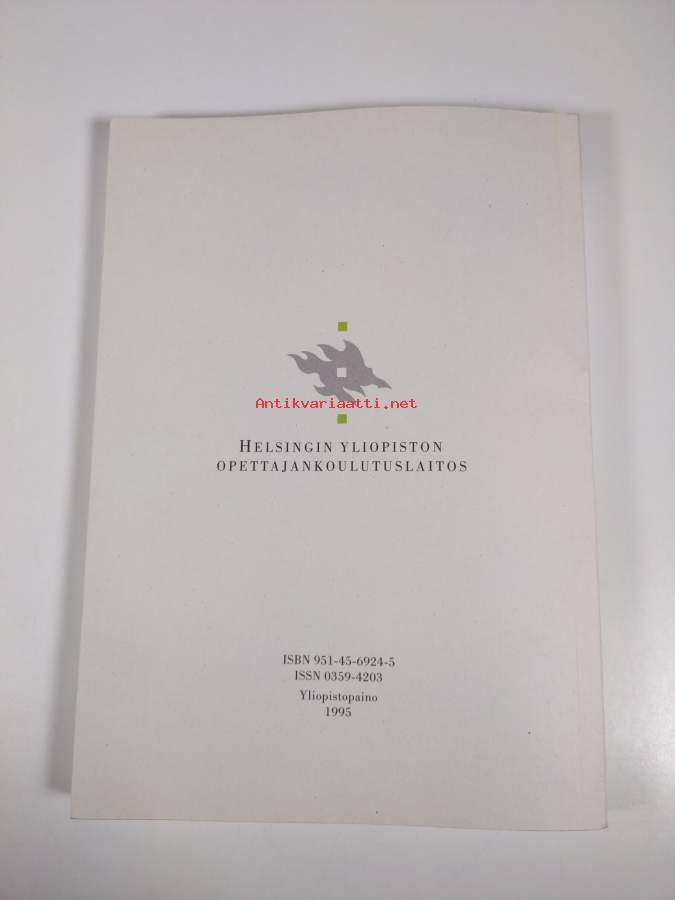 Antikvariaatti.net
HELSINGIN YLIOPISTON
OPETTAJANKOULUTUSLAITOS
ISBN 951-45-6924-5
ISSN 0359-4203
Yliopistopaino
1995